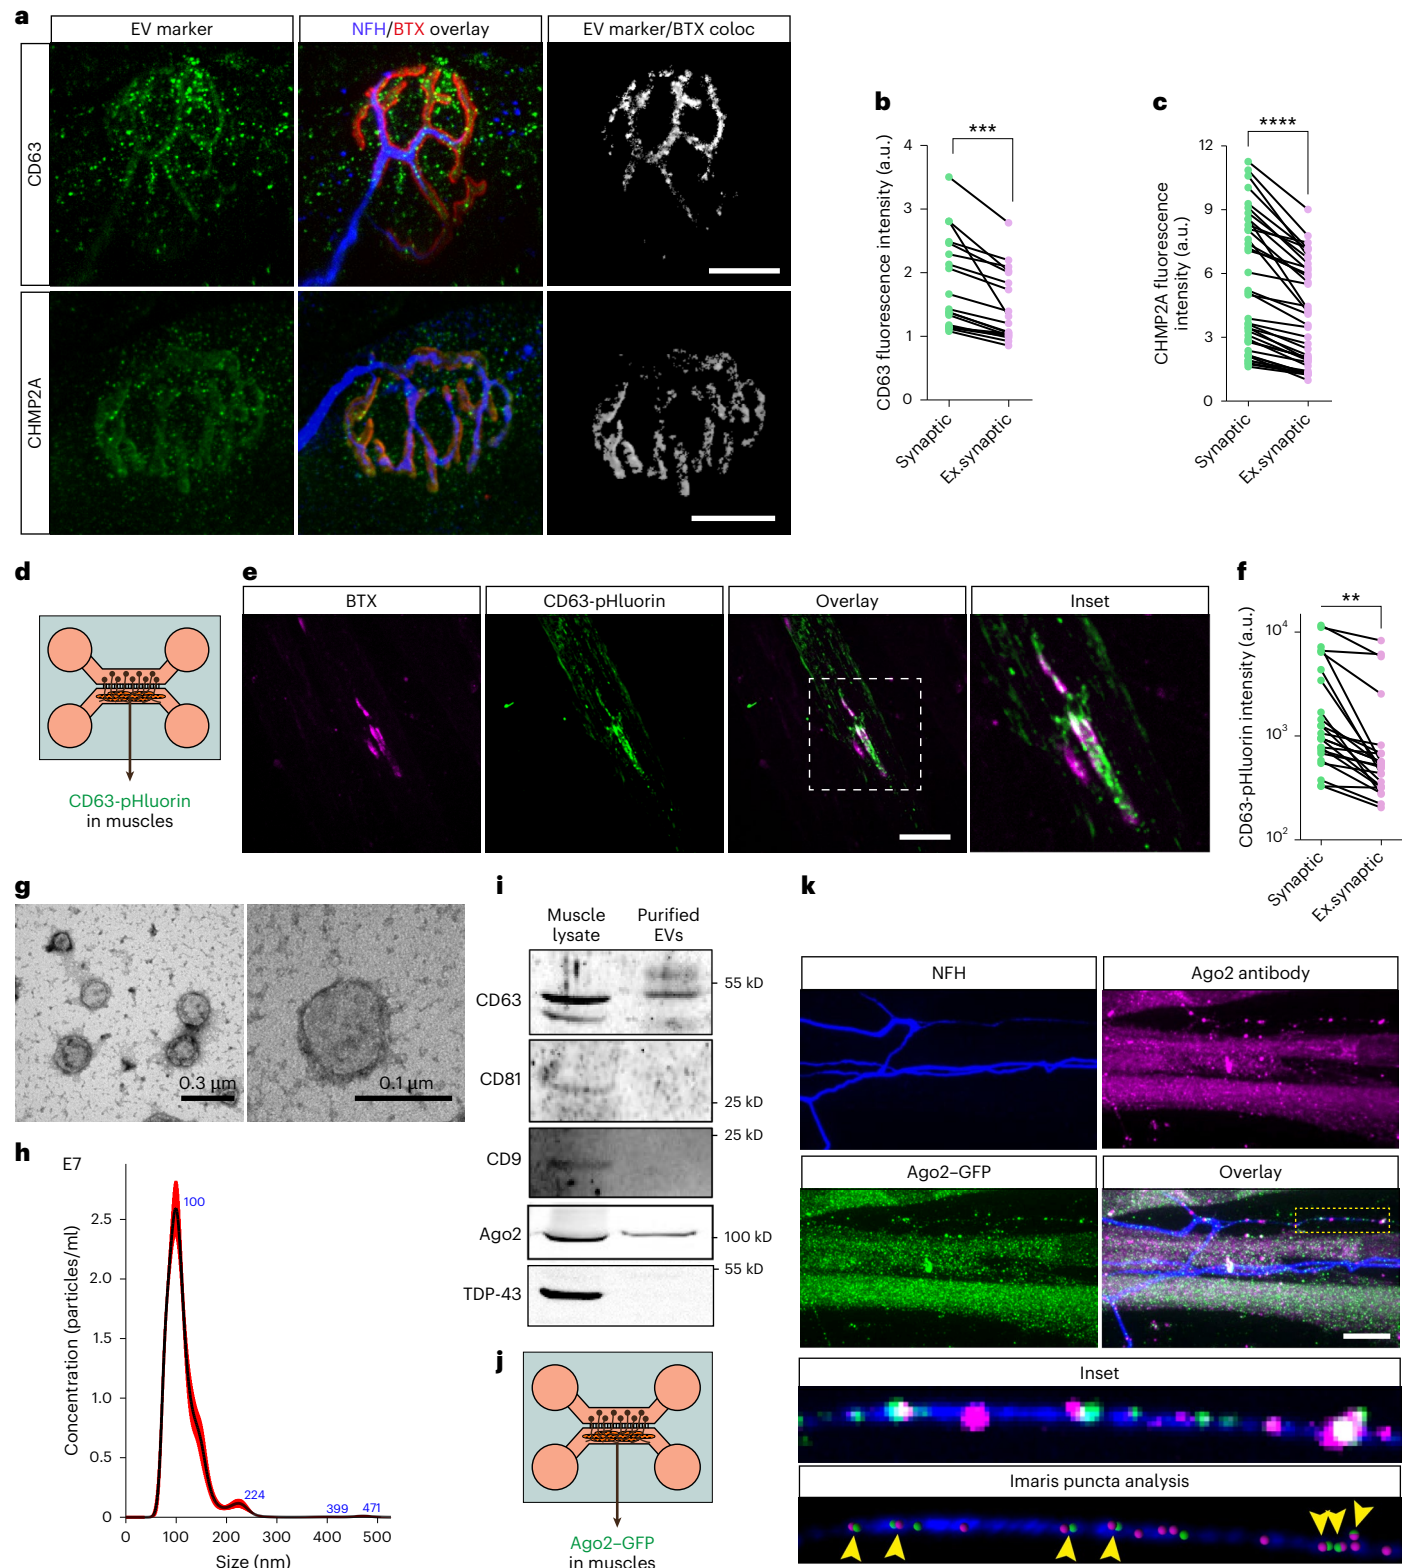 a
EV marker
NFH/BTX overlay
EV marker/BTX coloc
CD63
CHMP2A
b
CD63 fluorescence intensity (a.u.)
4
3
2
1
0
***
Synaptic
Ex.synaptic
c
CHMP2A fluorescence
intensity (a.u.)
12
9
6
3
0
****
Synaptic
Ex.synaptic
d
CD63-pHluorin
in muscles
e
BTX
CD63-pHluorin
Overlay
Inset
f
CD63-pHluorin intensity (a.u.)
10⁴
10³
10²
**
Synaptic
Ex.synaptic
g
0.3 µm
0.1 µm
h
E7
Concentration (particles/ml)
2.5
2.0
1.5
1.0
0.5
0
100
224
399
471
0
100
200
300
400
500
Size (nm)
i
Muscle
lysate
Purified
EVs
CD63
55 kD
CD81
25 kD
25 kD
CD9
Ago2
100 kD
55 kD
TDP-43
j
Ago2–GFP
in muscles
k
NFH
Ago2 antibody
Ago2–GFP
Overlay
Inset
Imaris puncta analysis